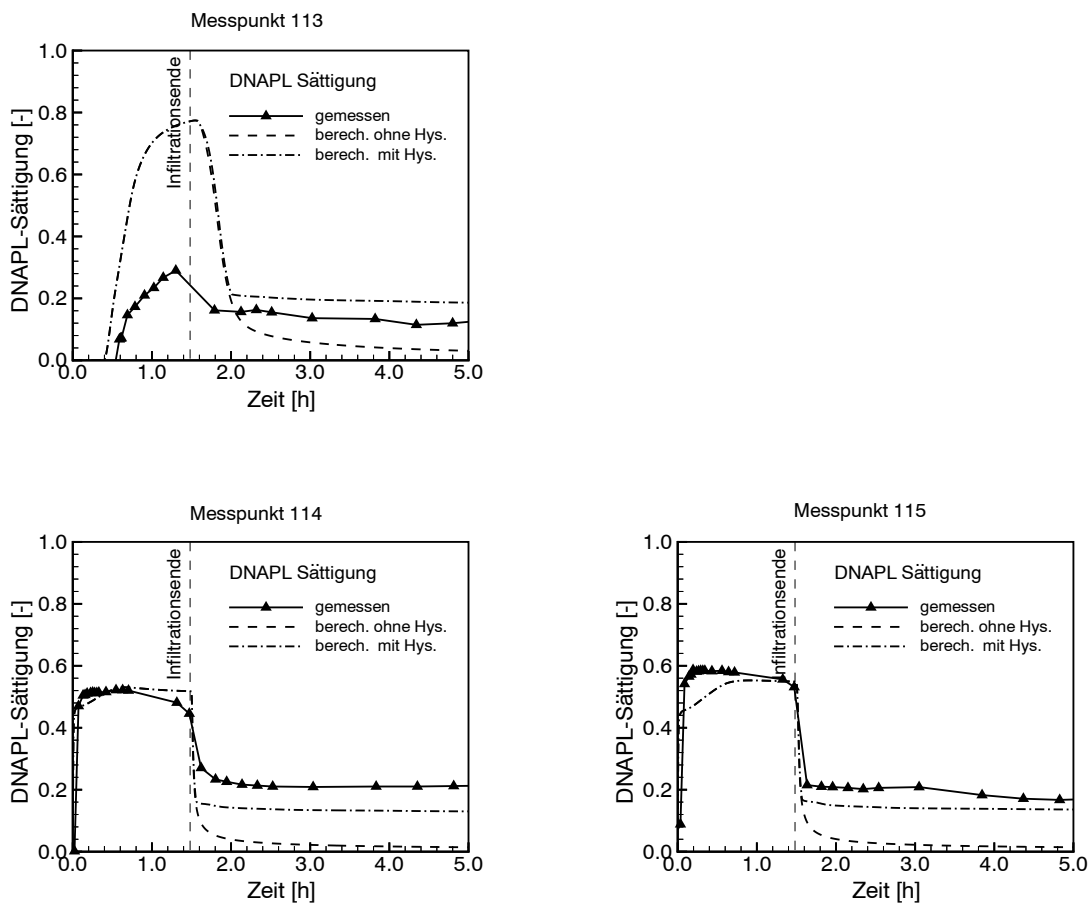 Messpunkt 113
1.0
0.8
0.6
0.4
0.2
0.0
DNAPL-Sättigung [-]
Infiltrationsende
DNAPL Sättigung
gemessen
berech. ohne Hys.
berech. mit Hys.
0.0 1.0 2.0 3.0 4.0 5.0
Zeit [h]
Messpunkt 114
1.0
0.8
0.6
0.4
0.2
0.0
DNAPL-Sättigung [-]
Infiltrationsende
DNAPL Sättigung
gemessen
berech. ohne Hys.
berech. mit Hys.
0.0 1.0 2.0 3.0 4.0 5.0
Zeit [h]
Messpunkt 115
1.0
0.8
0.6
0.4
0.2
0.0
DNAPL-Sättigung [-]
Infiltrationsende
DNAPL Sättigung
gemessen
berech. ohne Hys.
berech. mit Hys.
0.0 1.0 2.0 3.0 4.0 5.0
Zeit [h]